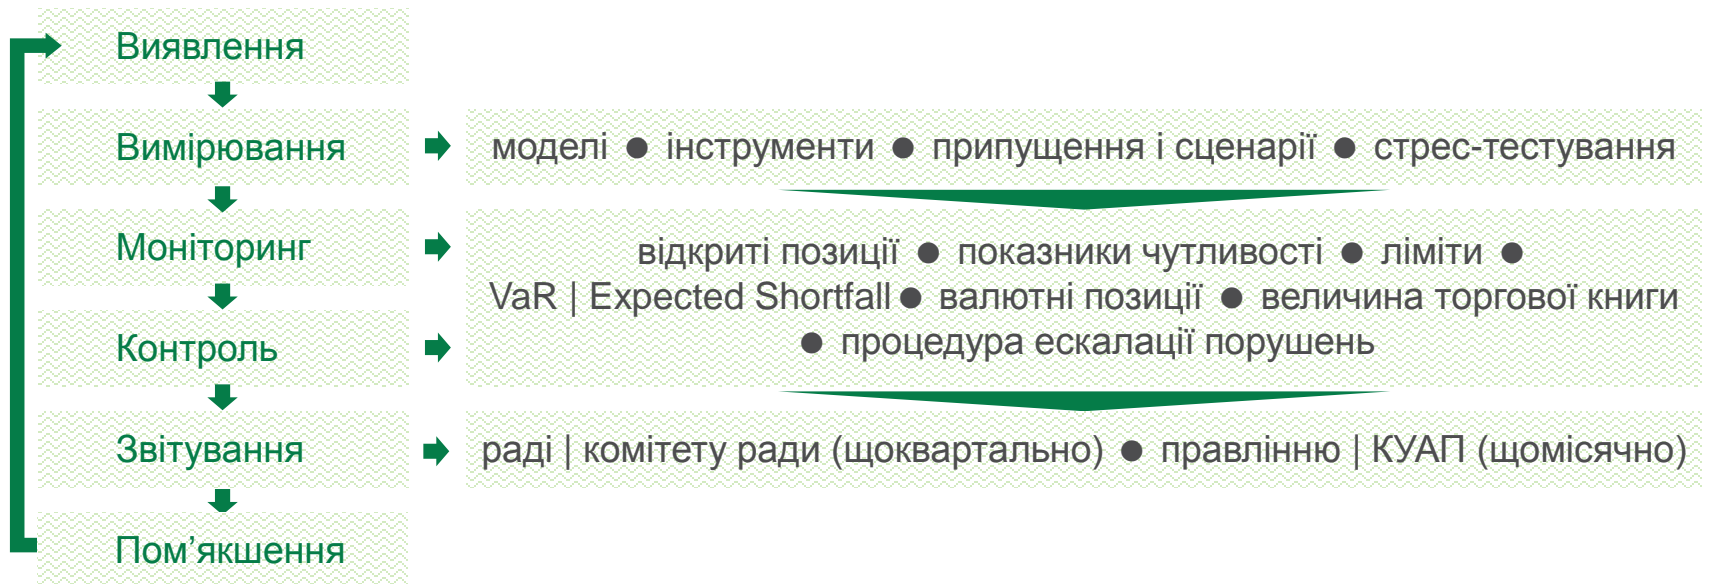 Виявлення
Вимірювання
моделі ● інструменти ● припущення і сценарії ● стрес-тестування
Моніторинг
відкриті позиції ● показники чутливості ● ліміти ●
VaR | Expected Shortfall ● валютні позиції ● величина торгової книги
● процедура ескалації порушень
Контроль
Звітування
раді | комітету ради (щоквартально) ● правлінню | КУАП (щомісячно)
Пом’якшення